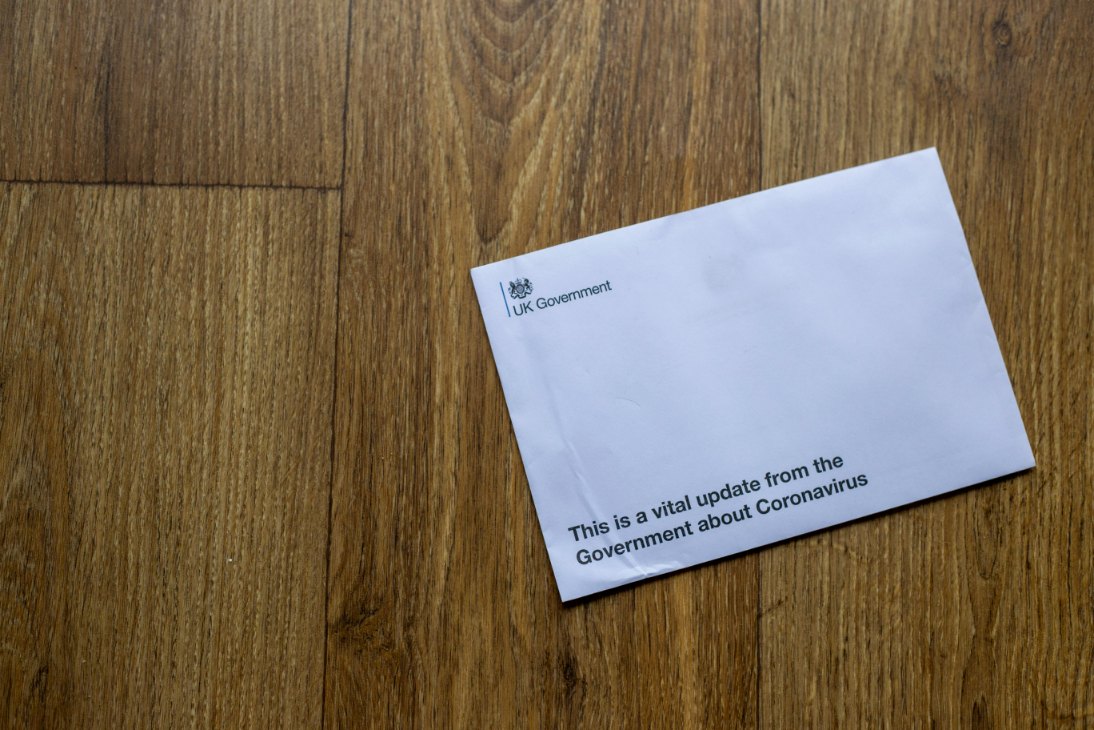 UK Government
This is a vital update from the
Government about Coronavirus